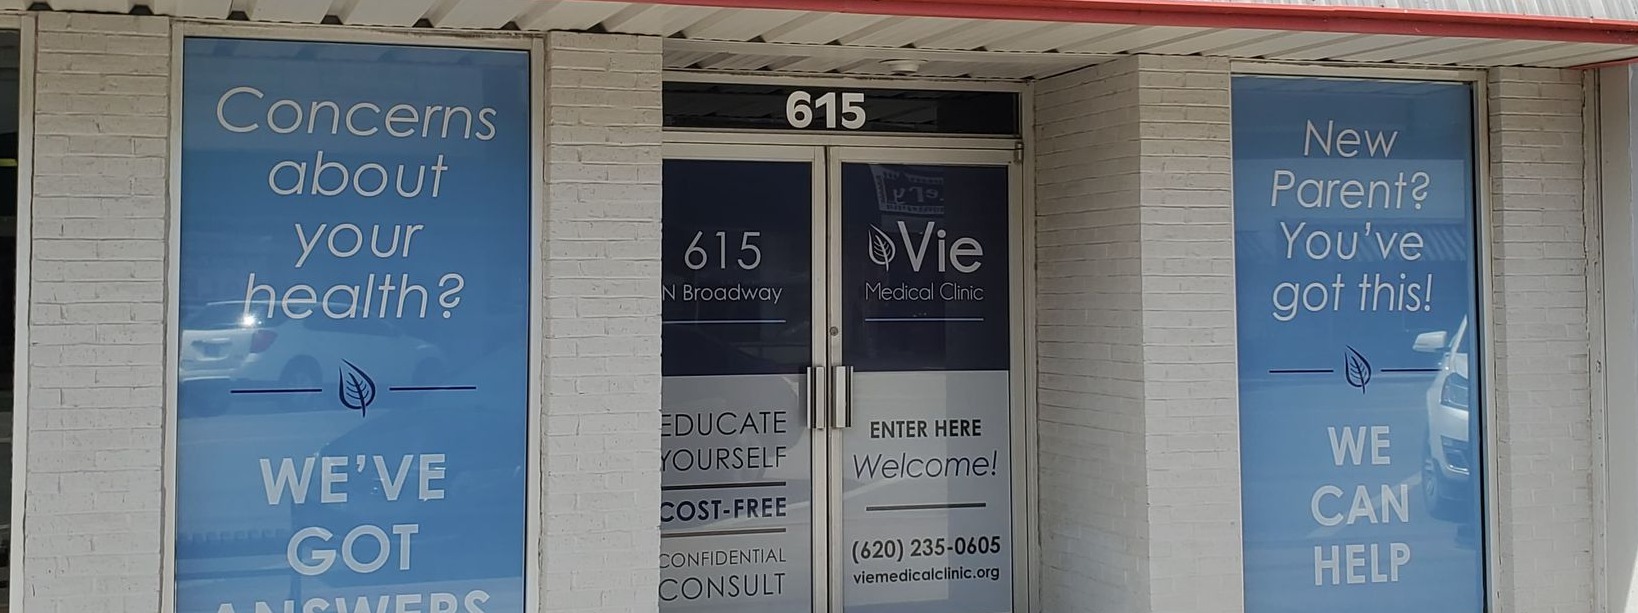 Concerns
about
your
health?
WE'VE
GOT
ANSWERS
615
615
N Broadway
EDUCATE
YOURSELF
COST-FREE
CONFIDENTIAL
CONSULT
Vie
Medical Clinic
ENTER HERE
Welcome!
(620) 235-0605
viemedicalclinic.org
New
Parent?
You've
got this!
WE
CAN
HELP